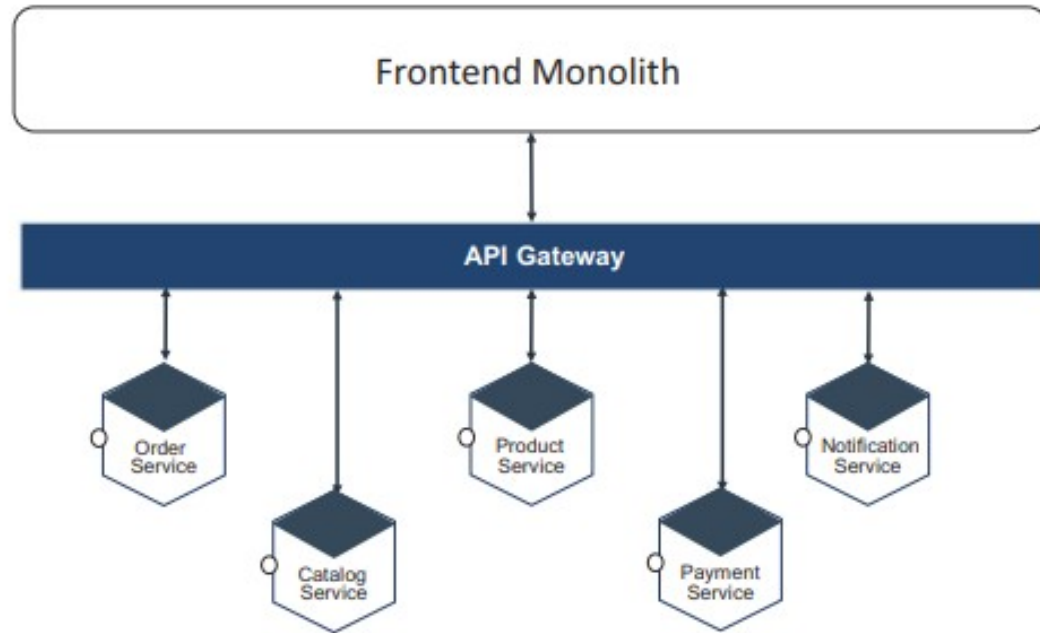 Frontend Monolith
API Gateway
Order
Service
Product
Service
Notification
Service
Catalog
Service
Payment
Service